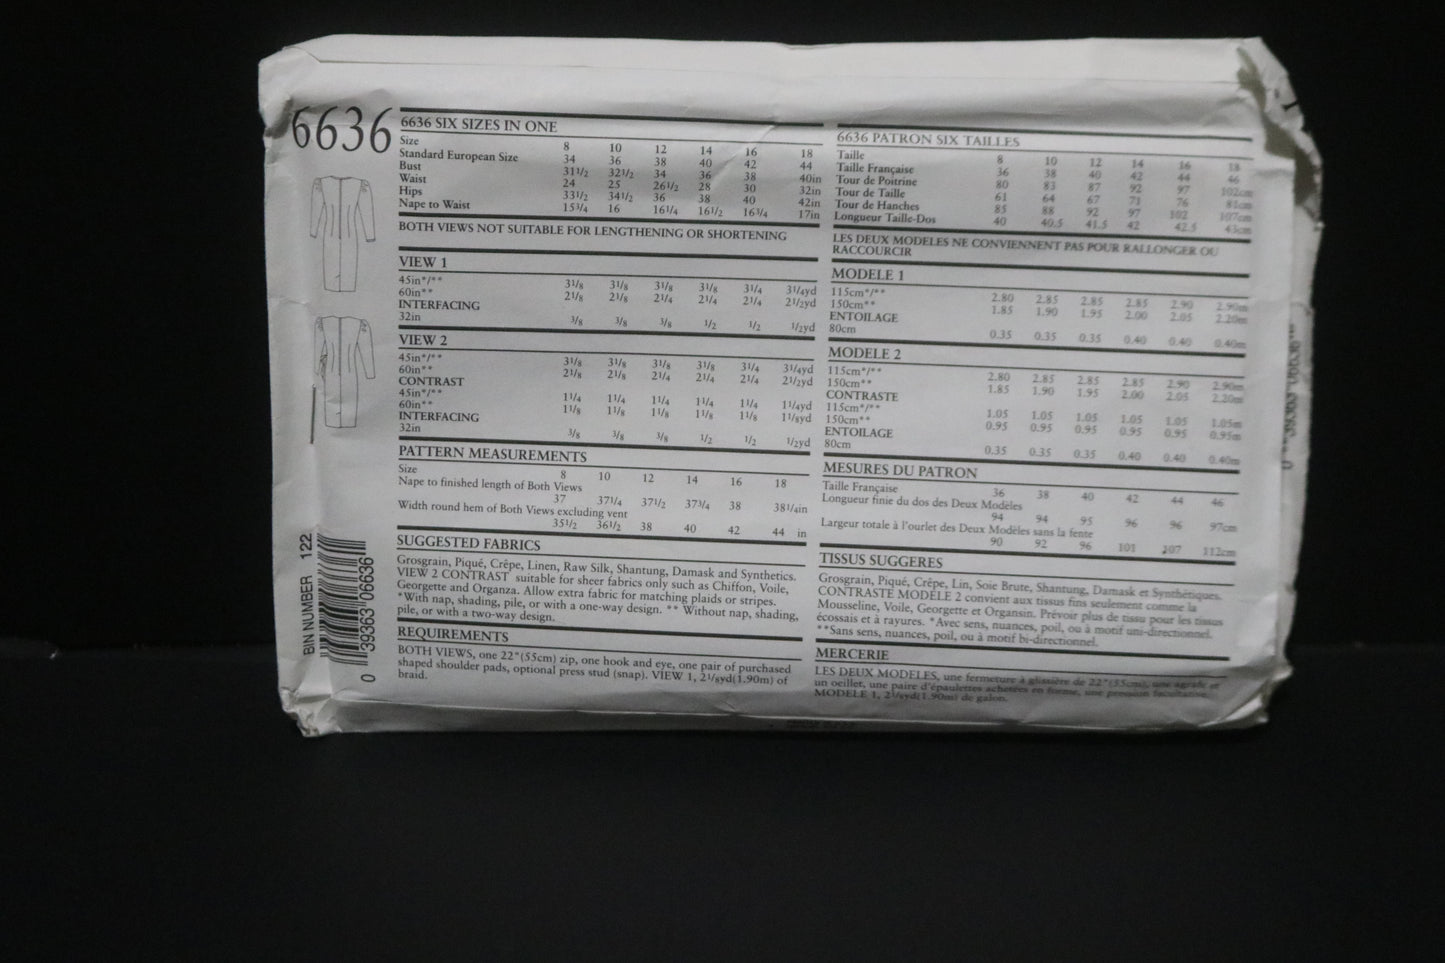 6636
6636 SIX SIZES IN ONE
Size 8 10 12 14 16 18
Standard European Size 34 36 38 40 42 44
Bust 31½ 32½ 34 36 38 40in
Waist 24 25 26½ 28 30 32in
Hips 33½ 34½ 36 38 40 42in
Nape to Waist 15¾ 16 16¼ 16½ 16¾ 17in
BOTH VIEWS NOT SUITABLE FOR LENGTHENING OR SHORTENING
VIEW 1
45in*/** 3⅛ 3⅛ 3⅛ 3⅛ 3¼ 3¼yd
60in** 2⅛ 2⅛ 2¼ 2¼ 2¼ 2½yd
INTERFACING
32in ⅜ ⅜ ⅜ ½ ½ ½yd
VIEW 2
45in*/** 3⅛ 3⅛ 3⅛ 3⅛ 3¼ 3¼yd
60in** 2⅛ 2⅛ 2¼ 2¼ 2¼ 2½yd
CONTRAST
45in*/** 1¼ 1¼ 1¼ 1¼ 1¼ 1¼yd
60in** 1⅛ 1⅛ 1⅛ 1⅛ 1⅛ 1⅛yd
INTERFACING
32in ⅜ ⅜ ⅜ ½ ½ ½yd
PATTERN MEASUREMENTS
Size 8 10 12 14 16 18
Nape to finished length of Both Views
37 37¼ 37½ 37¾ 38 38¼in
Width round hem of Both Views excluding vent
35½ 36½ 38 40 42 44 in
SUGGESTED FABRICS
Grosgrain, Piqué, Crêpe, Linen, Raw Silk, Shantung, Damask and Synthetics.
VIEW 2 CONTRAST suitable for sheer fabrics only such as Chiffon, Voile,
Georgette and Organza. Allow extra fabric for matching plaids or stripes.
*With nap, shading, pile, or with a one-way design. ** Without nap, shading,
pile, or with a two-way design.
REQUIREMENTS
BOTH VIEWS, one 22"(55cm) zip, one hook and eye, one pair of purchased
shaped shoulder pads, optional press stud (snap). VIEW 1, 2⅛yd(1.90m) of
braid.
6636 PATRON SIX TAILLES
Taille 8 10 12 14 16 18
Taille Française 36 38 40 42 44 46
Tour de Poitrine 80 83 87 92 97 102cm
Tour de Taille 61 64 67 71 76 81cm
Tour de Hanches 85 88 92 97 102 107cm
Longueur Taille-Dos 40 40.5 41.5 42 42.5 43cm
LES DEUX MODELES NE CONVIENNENT PAS POUR RALLONGER OU
RACCOURCIR
MODELE 1
115cm*/** 2.80 2.85 2.85 2.85 2.90 2.90m
150cm** 1.85 1.90 1.95 2.00 2.05 2.20m
ENTOILAGE
80cm 0.35 0.35 0.35 0.40 0.40 0.40m
MODELE 2
115cm*/** 2.80 2.85 2.85 2.85 2.90 2.90m
150cm** 1.85 1.90 1.95 2.00 2.05 2.20m
CONTRASTE
115cm*/** 1.05 1.05 1.05 1.05 1.05 1.05m
150cm** 0.95 0.95 0.95 0.95 0.95 0.95m
ENTOILAGE
80cm 0.35 0.35 0.35 0.40 0.40 0.40m
MESURES DU PATRON
Taille Française 36 38 40 42 44 46
Longueur finie du dos des Deux Modèles
94 94 95 96 96 97cm
Largeur totale à l'ourlet des Deux Modèles sans la fente
90 92 96 101 107 112cm
TISSUS SUGGERES
Grosgrain, Piqué, Crêpe, Lin, Soie Brute, Shantung, Damask et Synthétiques.
CONTRASTE MODELE 2 convient aux tissus fins seulement comme la
Mousseline, Voile, Georgette et Organsin. Prévoir plus de tissu pour les tissus
écossais et à rayures. *Avec sens, nuances, poil, ou à motif uni-directionnel.
**Sans sens, nuances, poil, ou à motif bi-directionnel.
MERCERIE
LES DEUX MODELES, une fermeture à glissière de 22"(55cm), une agrafe et
un oeillet, une paire d'épaulettes achetées en forme, une pression facultative.
MODELE 1, 2⅛yd(1.90m) de galon.
BIN NUMBER 122
0 39363 06636